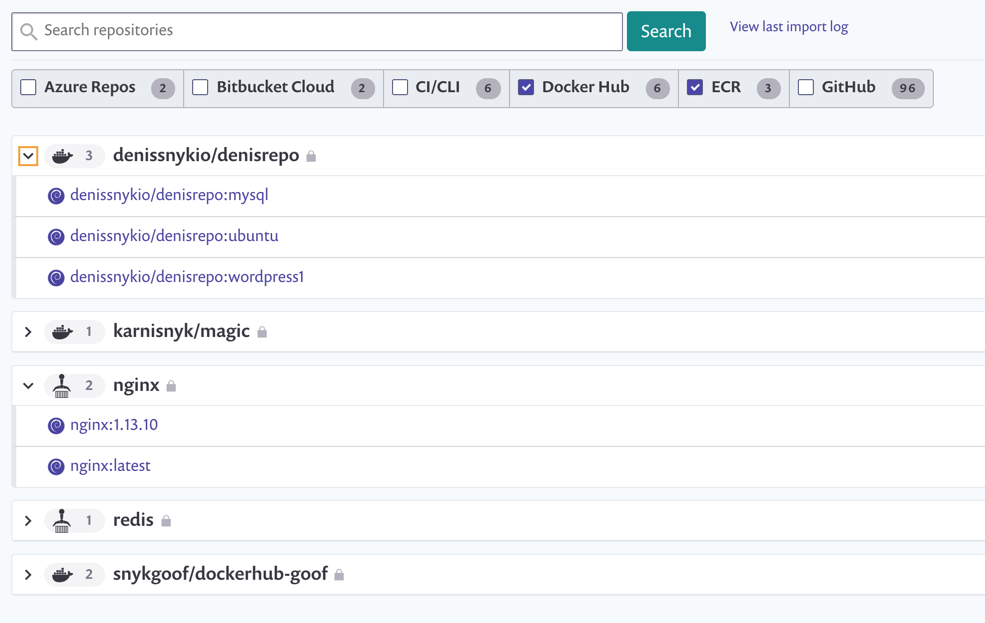 Search repositories Search View last import log
Azure Repos 2 Bitbucket Cloud 2 CI/CLI 6 Docker Hub 6 ECR 3 GitHub 96
3 denissnykio/denisrepo
denissnykio/denisrepo:mysql
denissnykio/denisrepo:ubuntu
denissnykio/denisrepo:wordpress1
1 karnisnyk/magic
2 nginx
nginx:1.13.10
nginx:latest
1 redis
2 snykgoof/dockerhub-goof